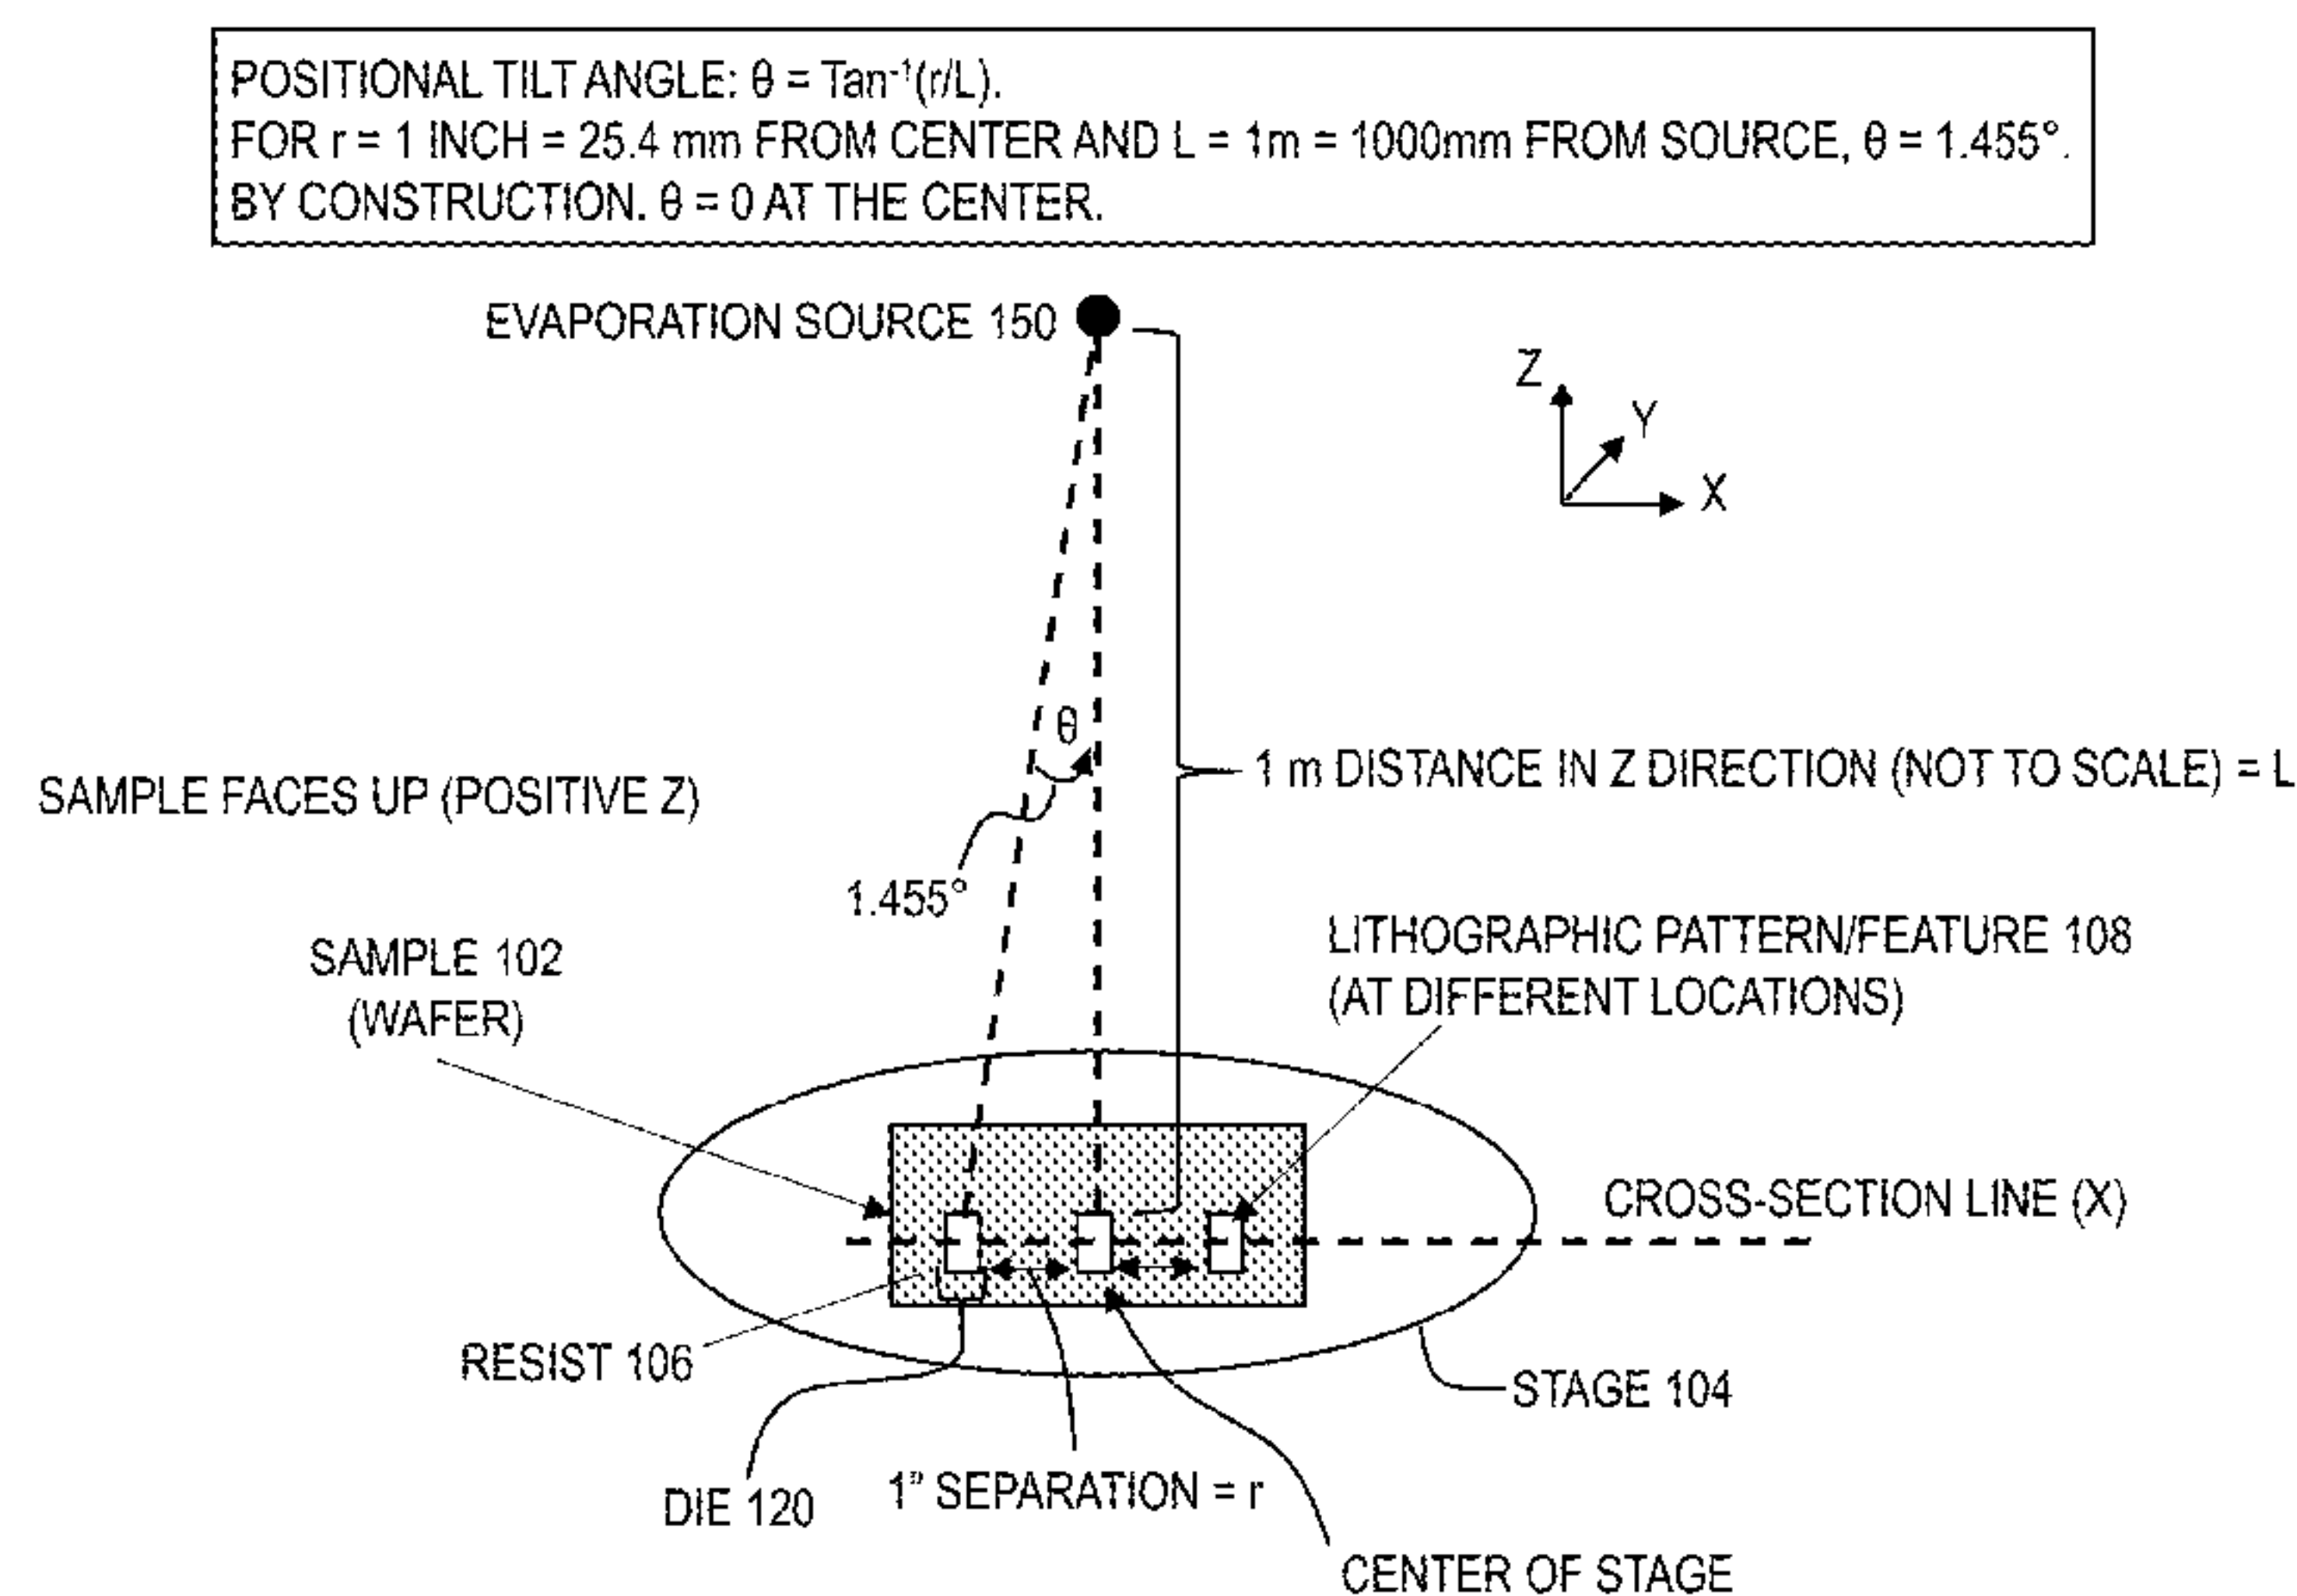 POSITIONAL TILT ANGLE: θ = Tan⁻¹(r/L).
FOR r = 1 INCH = 25.4 mm FROM CENTER AND L = 1m = 1000mm FROM SOURCE, θ = 1.455°.
BY CONSTRUCTION. θ = 0 AT THE CENTER.
EVAPORATION SOURCE 150
Z
Y
X
θ
1 m DISTANCE IN Z DIRECTION (NOT TO SCALE) = L
SAMPLE FACES UP (POSITIVE Z)
1.455°
SAMPLE 102
(WAFER)
LITHOGRAPHIC PATTERN/FEATURE 108
(AT DIFFERENT LOCATIONS)
CROSS-SECTION LINE (X)
RESIST 106
STAGE 104
DIE 120
1" SEPARATION = r
CENTER OF STAGE